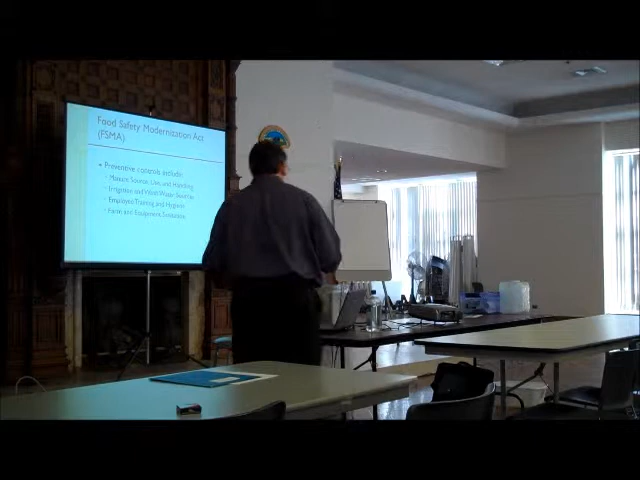 Food Safety Modernization Act
(FSMA)
• Preventive controls include:
• Manure Source, Use, and Handling
• Irrigation and Wash Water Sources
• Employee Training and Hygiene
• Farm and Equipment Sanitation